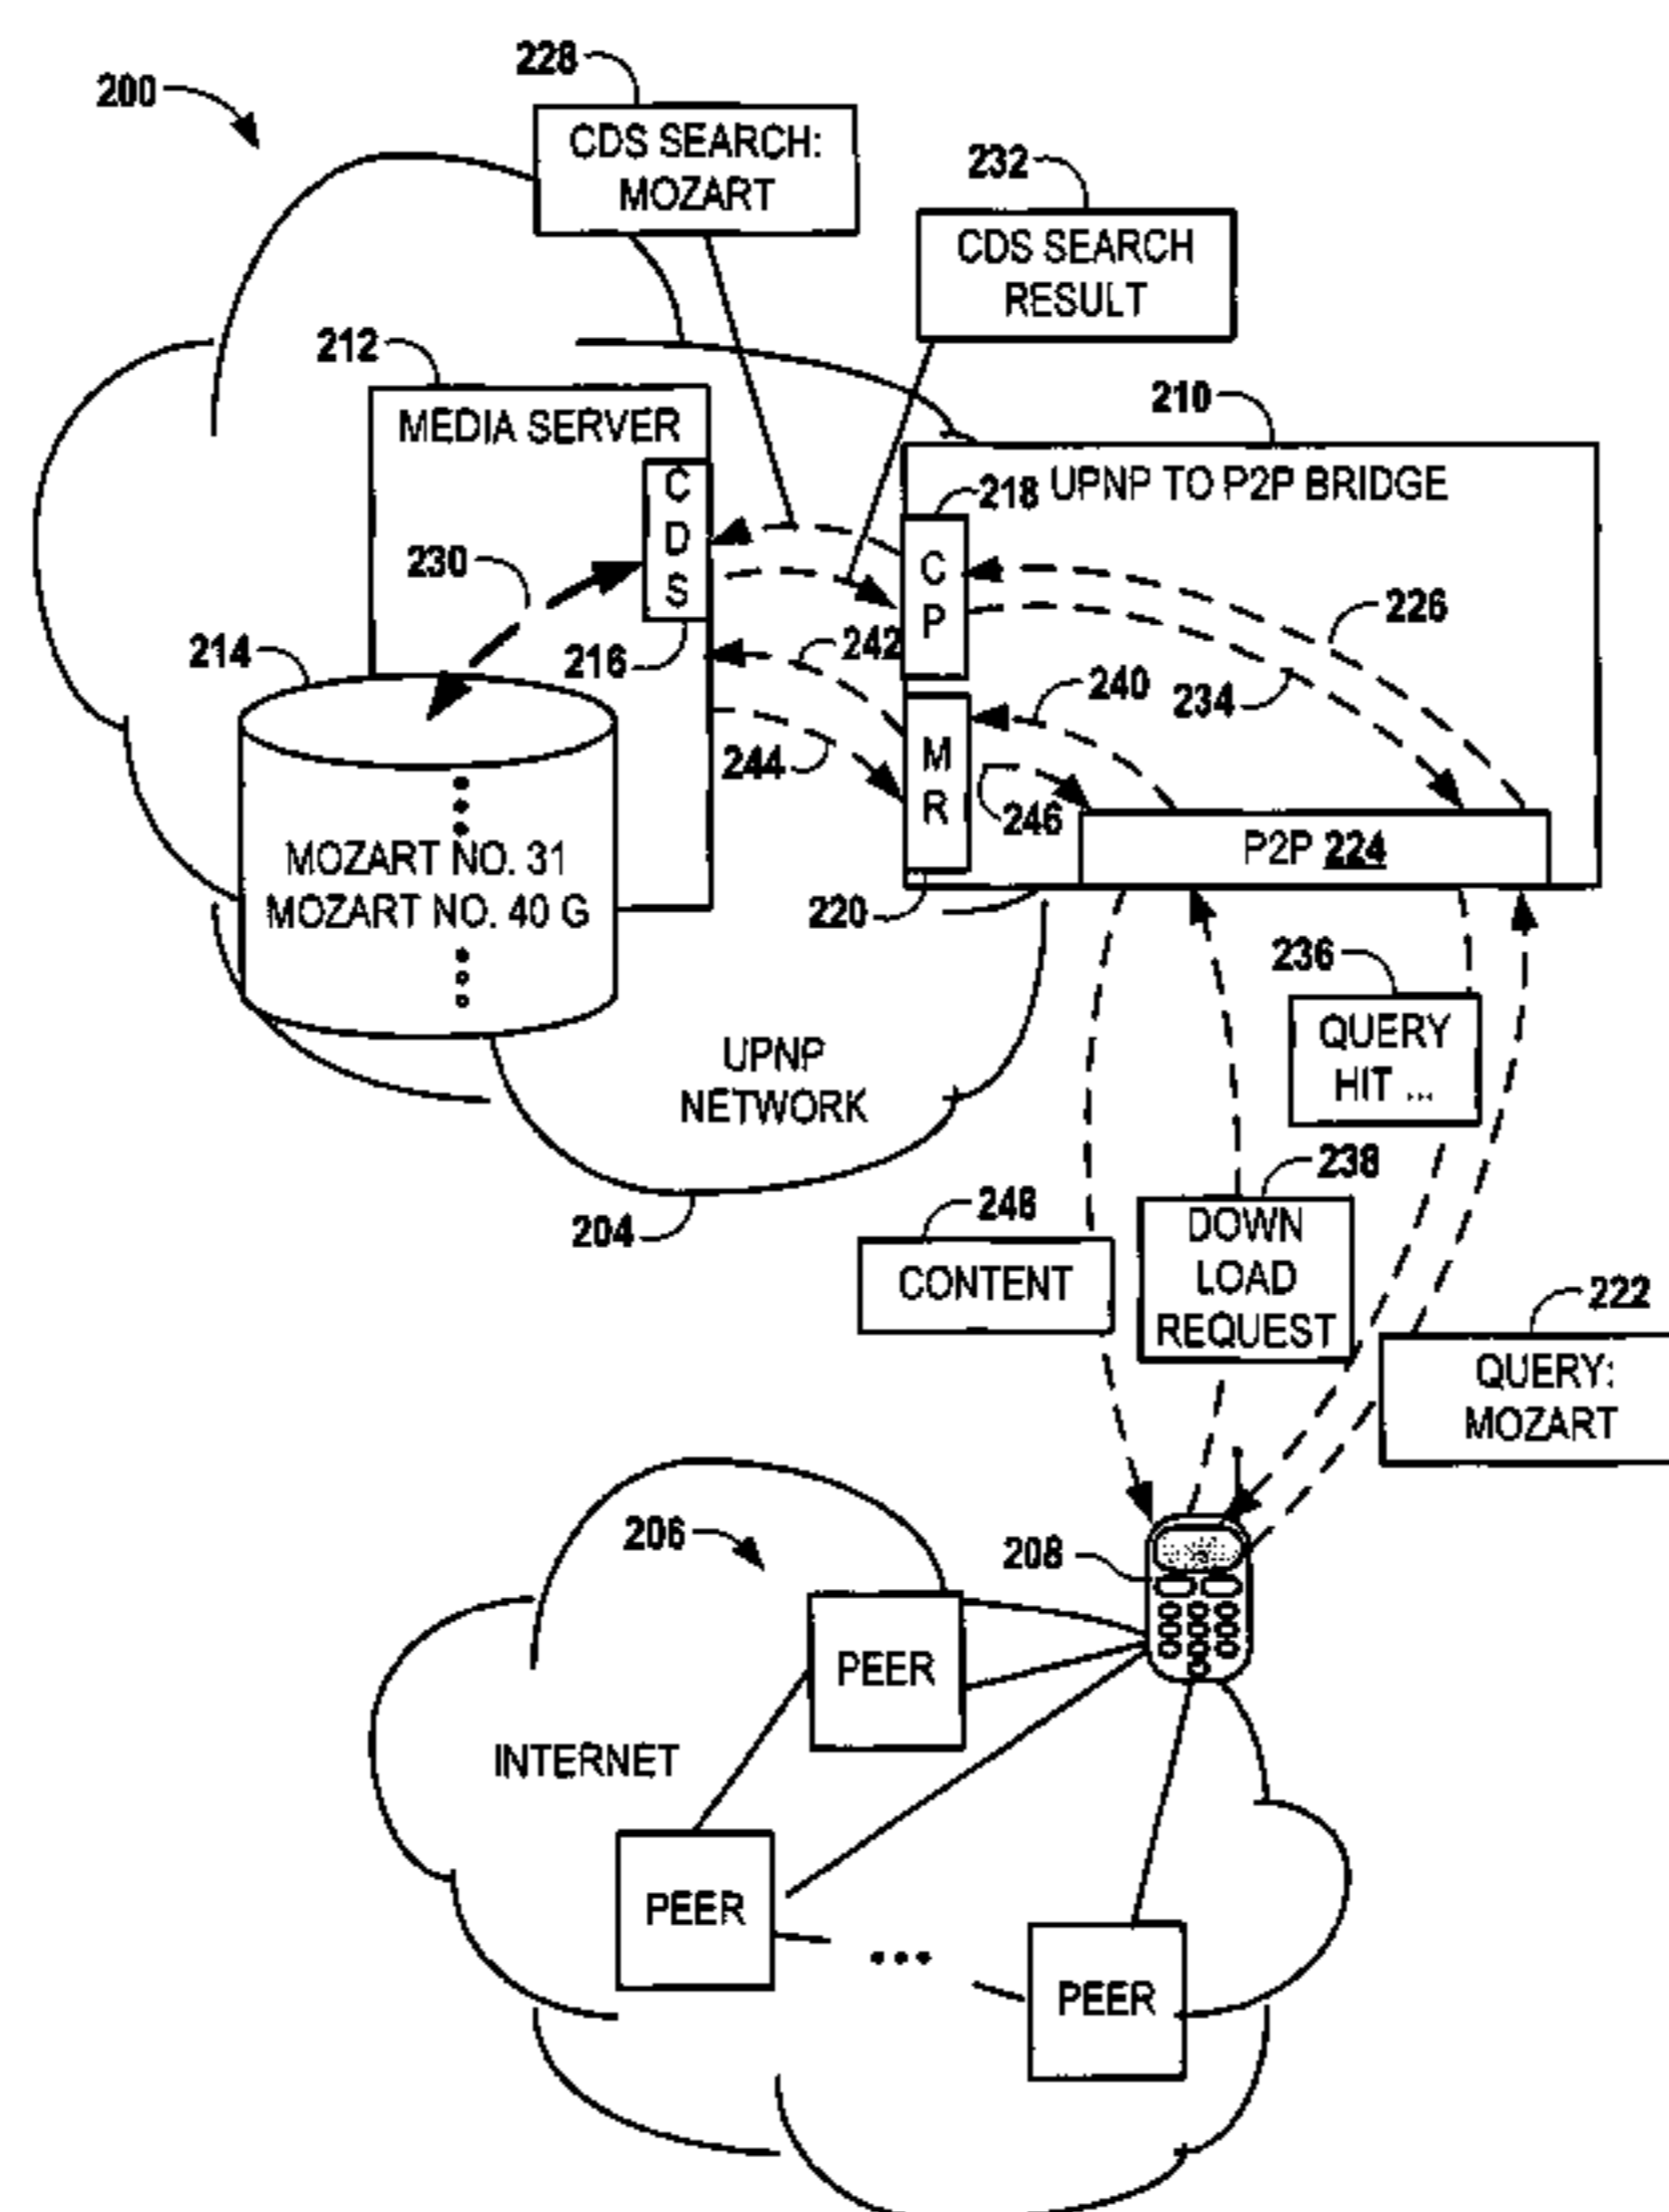 228
200
CDS SEARCH:
MOZART
232
CDS SEARCH
RESULT
212
210
MEDIA SERVER
C
D
S
218
UPNP TO P2P BRIDGE
230
C
P
226
214
216
242
240
234
M
R
244
246
MOZART NO. 31
MOZART NO. 40 G
P2P 224
220
236
QUERY
HIT ...
UPNP
NETWORK
238
204
248
DOWN
LOAD
REQUEST
CONTENT
222
QUERY:
MOZART
206
208
PEER
INTERNET
PEER
...
PEER